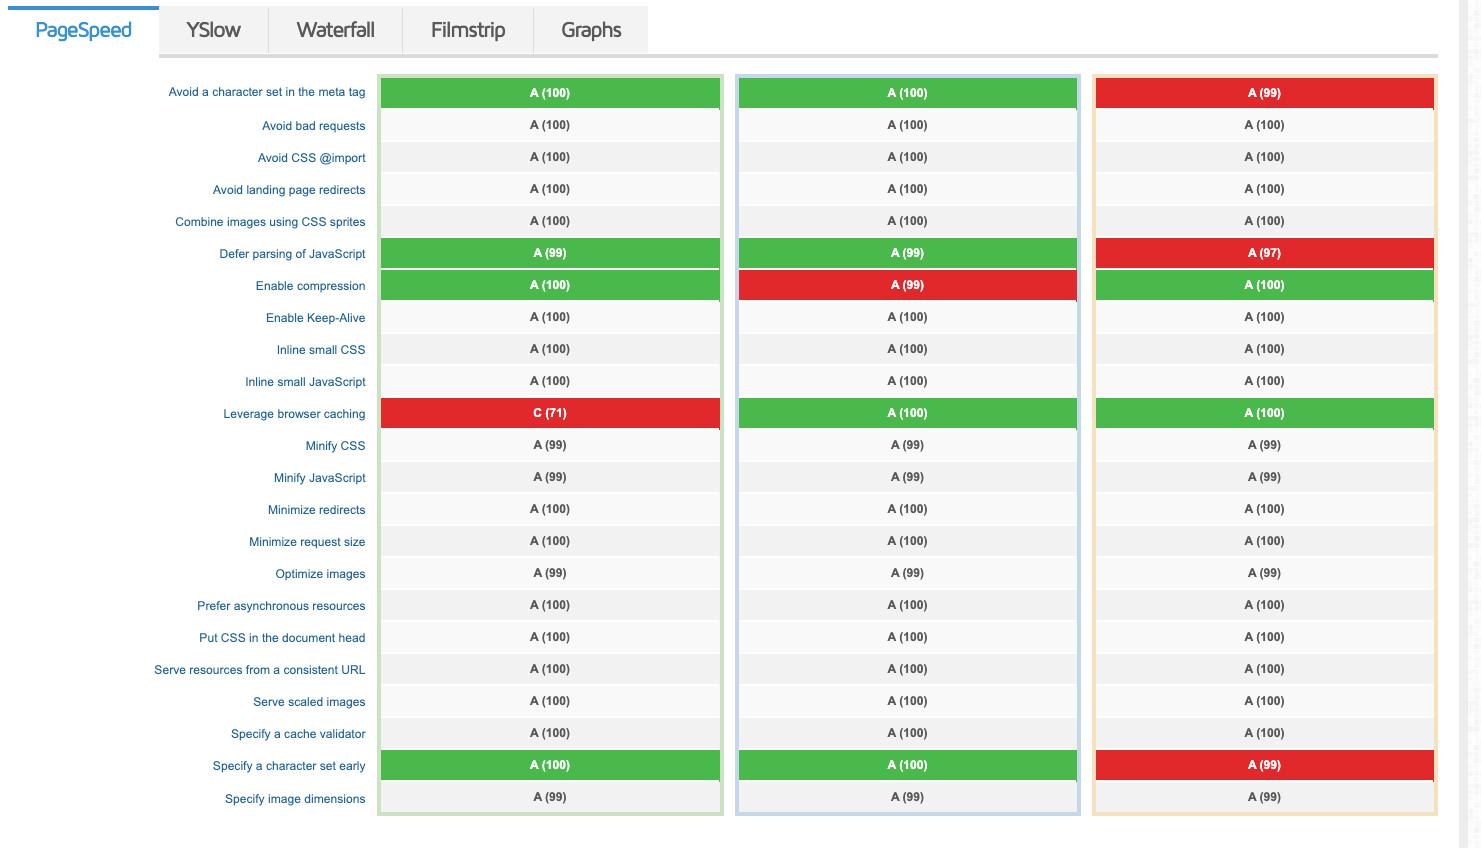 PageSpeed YSlow Waterfall Filmstrip Graphs
Avoid a character set in the meta tag A (100) A (100) A (99)
Avoid bad requests A (100) A (100) A (100)
Avoid CSS @import A (100) A (100) A (100)
Avoid landing page redirects A (100) A (100) A (100)
Combine images using CSS sprites A (100) A (100) A (100)
Defer parsing of JavaScript A (99) A (99) A (97)
Enable compression A (100) A (99) A (100)
Enable Keep-Alive A (100) A (100) A (100)
Inline small CSS A (100) A (100) A (100)
Inline small JavaScript A (100) A (100) A (100)
Leverage browser caching C (71) A (100) A (100)
Minify CSS A (99) A (99) A (99)
Minify JavaScript A (99) A (99) A (99)
Minimize redirects A (100) A (100) A (100)
Minimize request size A (100) A (100) A (100)
Optimize images A (99) A (99) A (99)
Prefer asynchronous resources A (100) A (100) A (100)
Put CSS in the document head A (100) A (100) A (100)
Serve resources from a consistent URL A (100) A (100) A (100)
Serve scaled images A (100) A (100) A (100)
Specify a cache validator A (100) A (100) A (100)
Specify a character set early A (100) A (100) A (99)
Specify image dimensions A (99) A (99) A (99)